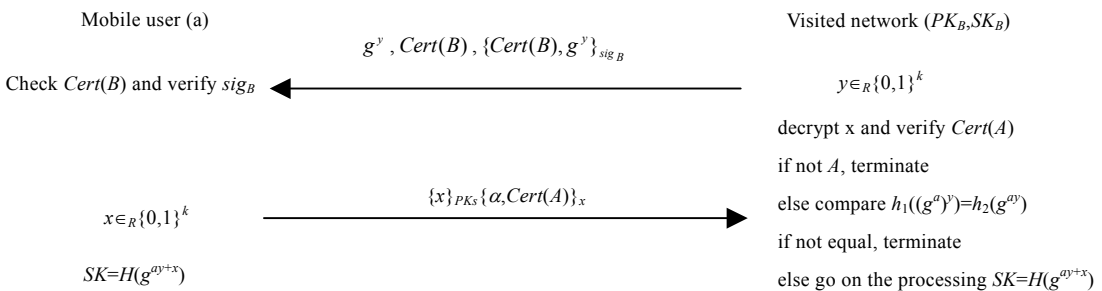 Mobile user (a)
Visited network (PK_B,SK_B)
g^y , Cert(B) , {Cert(B), g^y}_{sig_B}
Check Cert(B) and verify sig_B
y∈_R{0,1}^k
decrypt x and verify Cert(A)
if not A, terminate
{x}_{PKs}{α,Cert(A)}_x
x∈_R{0,1}^k
else compare h_1((g^a)^y)=h_2(g^{ay})
if not equal, terminate
SK=H(g^{ay+x})
else go on the processing SK=H(g^{ay+x})